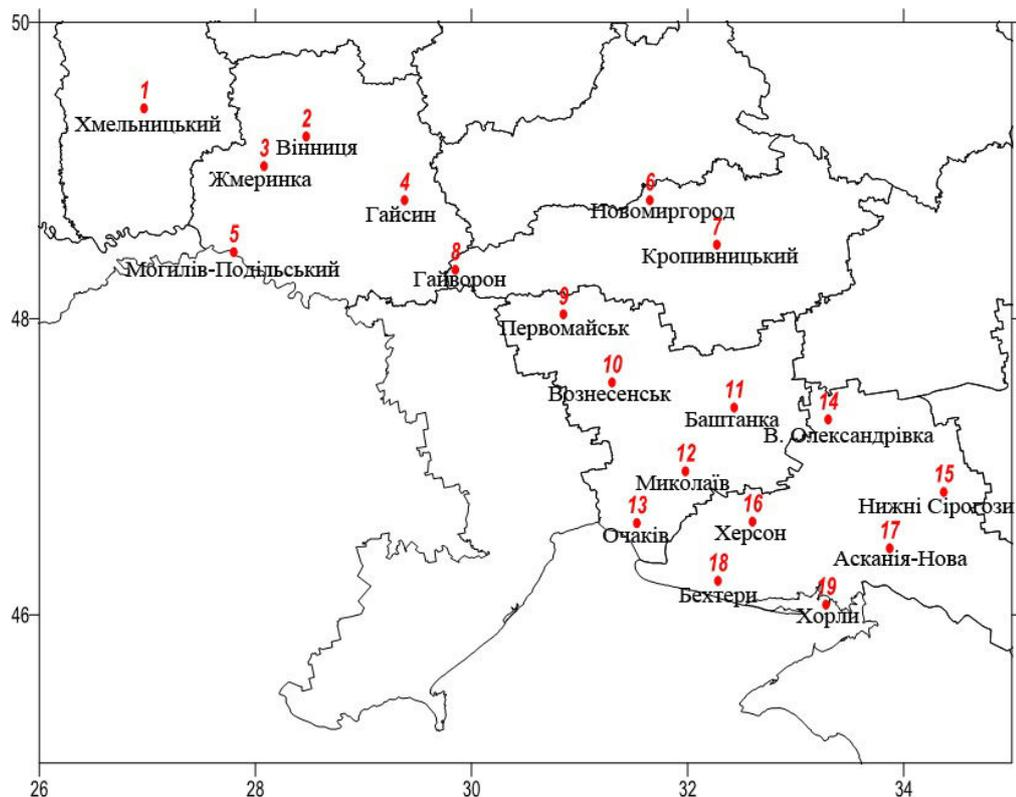 50
1
Хмельницький
2
Вінниця
3
Жмеринка
4
Гайсин
6
Новомиргород
5
Могилів-Подільський
7
Кропивницький
8
Гайворон
48
9
Первомайськ
10
Вознесенськ
11
Баштанка
14
В. Олександрівка
12
Миколаїв
15
Нижні Сірогози
13
Очаків
16
Херсон
17
Асканія-Нова
18
Бехтери
19
Хорли
46
26 28 30 32 34